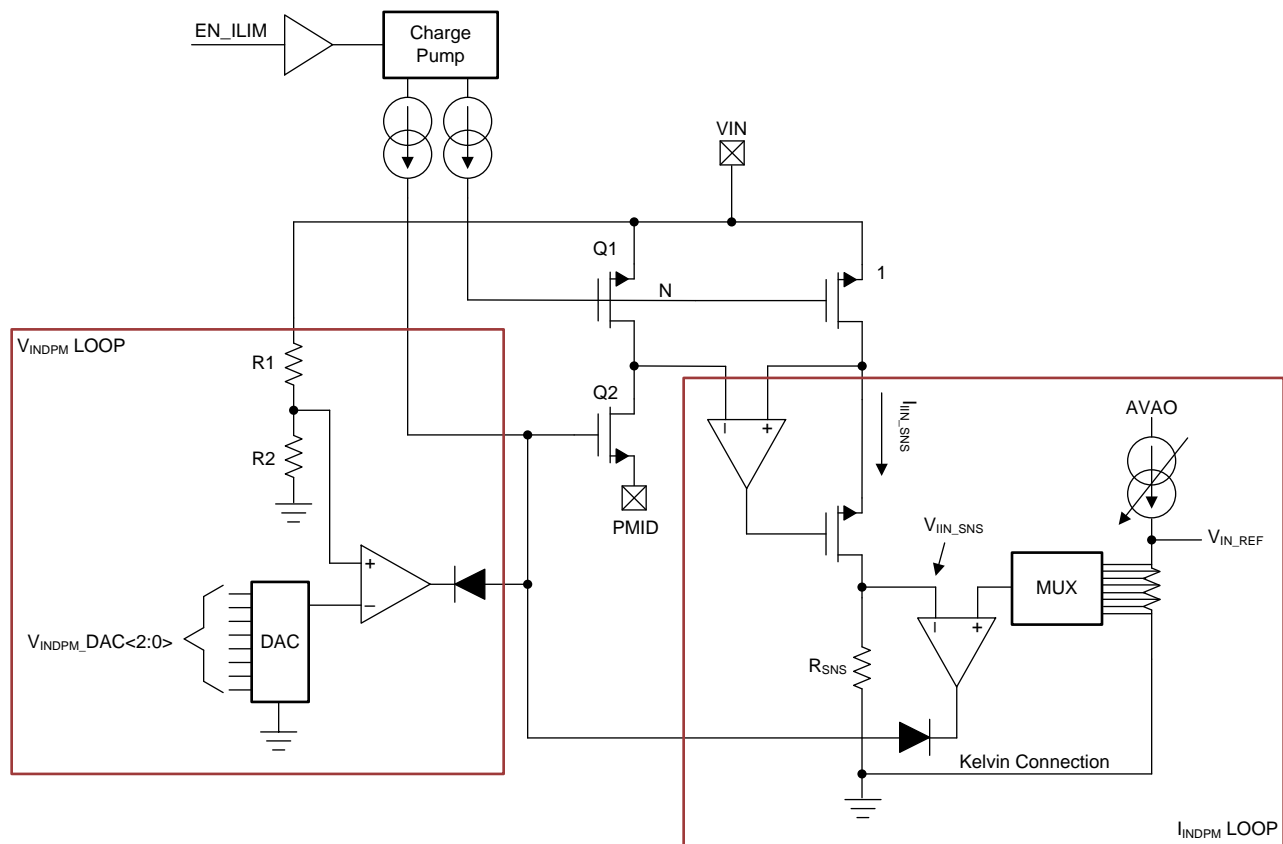 EN_ILIM
Charge
Pump
VIN
Q1
N
1
VINDPM LOOP
R1
Q2
R2
PMID
IIIN_SNS
AVAO
VIN_REF
VIIN_SNS
MUX
+
−
− +
− +
VINDPM_DAC<2:0>
DAC
RSNS
Kelvin Connection
IINDPM LOOP